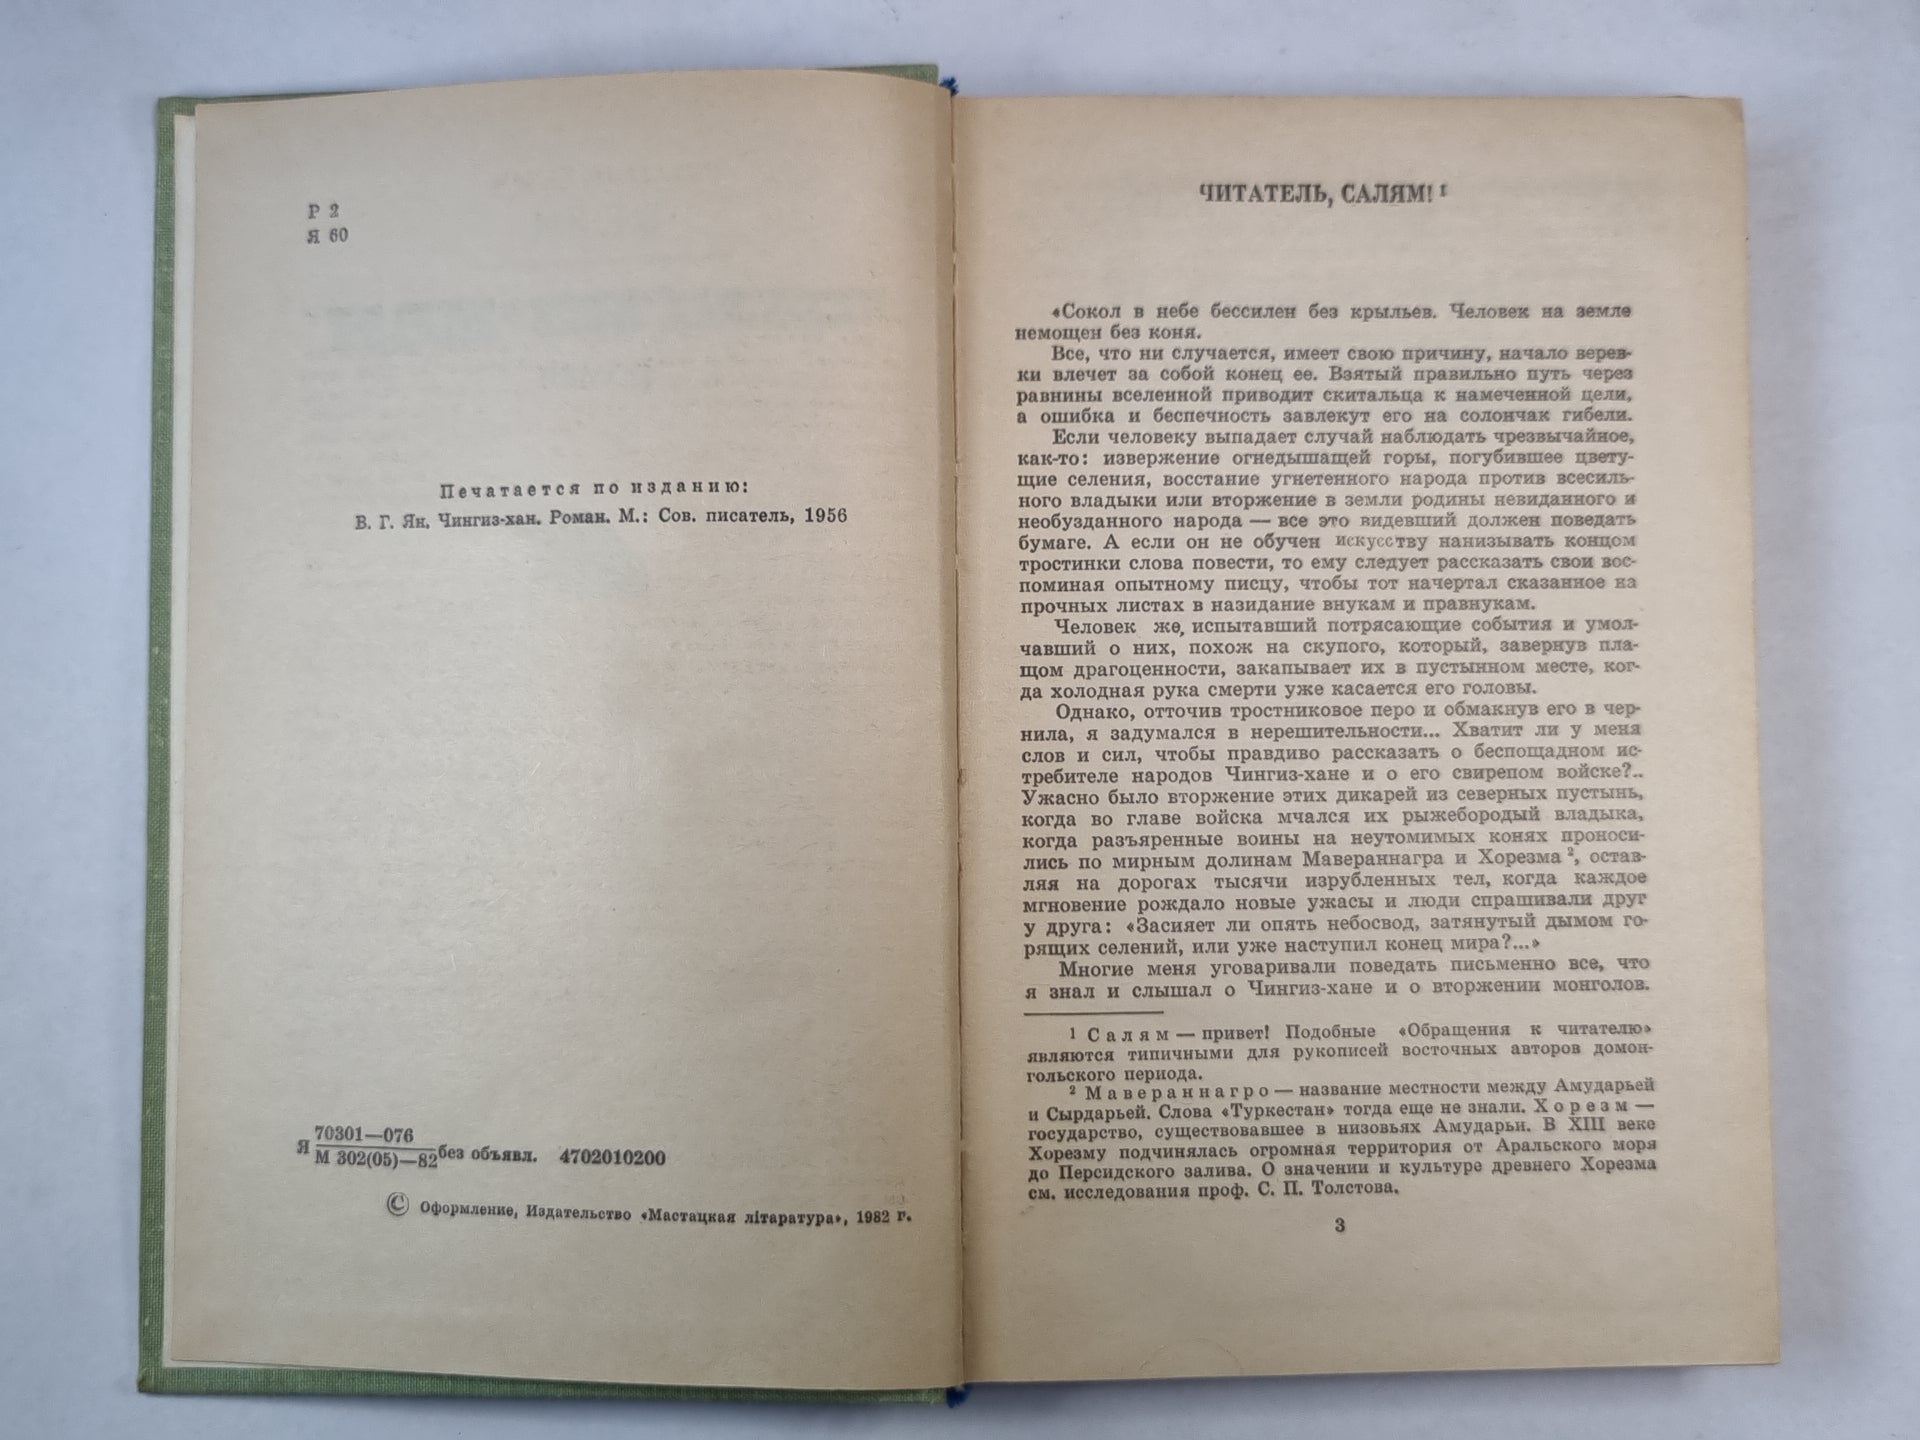 Р 2
Я 60
Печатается по изданию:
В. Г. Ян. Чингиз-хан. Роман. М.: Сов. писатель, 1956
Я 70301—076
М 302(05)—82 без объявл. 4702010200
© Оформление, Издательство «Мастацкая лiтаратура», 1982 г.
ЧИТАТЕЛЬ, САЛЯМ! ¹
«Сокол в небе бессилен без крыльев. Человек на земле
немощен без коня.
Все, что ни случается, имеет свою причину, начало верев-
ки влечет за собой конец ее. Взятый правильно путь через
равнины вселенной приводит скитальца к намеченной цели,
а ошибка и беспечность завлекут его на солончак гибели.
Если человеку выпадает случай наблюдать чрезвычайное,
как-то: извержение огнедышащей горы, погубившее цвету-
щие селения, восстание угнетенного народа против всесиль-
ного владыки или вторжение в земли родины невиданного и
необузданного народа — все это видевший должен поведать
бумаге. А если он не обучен искусству нанизывать концом
тростинки слова повести, то ему следует рассказать свои вос-
поминая опытному писцу, чтобы тот начертал сказанное на
прочных листах в назидание внукам и правнукам.
Человек же, испытавший потрясающие события и умол-
чавший о них, похож на скупого, который, завернув пла-
щом драгоценности, закапывает их в пустынном месте, ког-
да холодная рука смерти уже касается его головы.
Однако, отточив тростниковое перо и обмакнув его в чер-
нила, я задумался в нерешительности... Хватит ли у меня
слов и сил, чтобы правдиво рассказать о беспощадном ис-
требителе народов Чингиз-хане и о его свирепом войске?..
Ужасно было вторжение этих дикарей из северных пустынь,
когда во главе войска мчался их рыжебородый владыка,
когда разъяренные воины на неутомимых конях проноси-
лись по мирным долинам Мавераннагра и Хорезма ², остав-
ляя на дорогах тысячи изрубленных тел, когда каждое
мгновение рождало новые ужасы и люди спрашивали друг
у друга: «Засияет ли опять небосвод, затянутый дымом го-
рящих селений, или уже наступил конец мира?...»
Многие меня уговаривали поведать письменно все, что
я знал и слышал о Чингиз-хане и о вторжении монголов.
¹ Салям — привет! Подобные «Обращения к читателю»
являются типичными для рукописей восточных авторов домон-
гольского периода.
² Мавераннагро — название местности между Амударьей
и Сырдарьей. Слова «Туркестан» тогда еще не знали. Хорезм —
государство, существовавшее в низовьях Амударьи. В XIII веке
Хорезму подчинялась огромная территория от Аральского моря
до Персидского залива. О значении и культуре древнего Хорезма
см. исследования проф. С. П. Толстова.
3